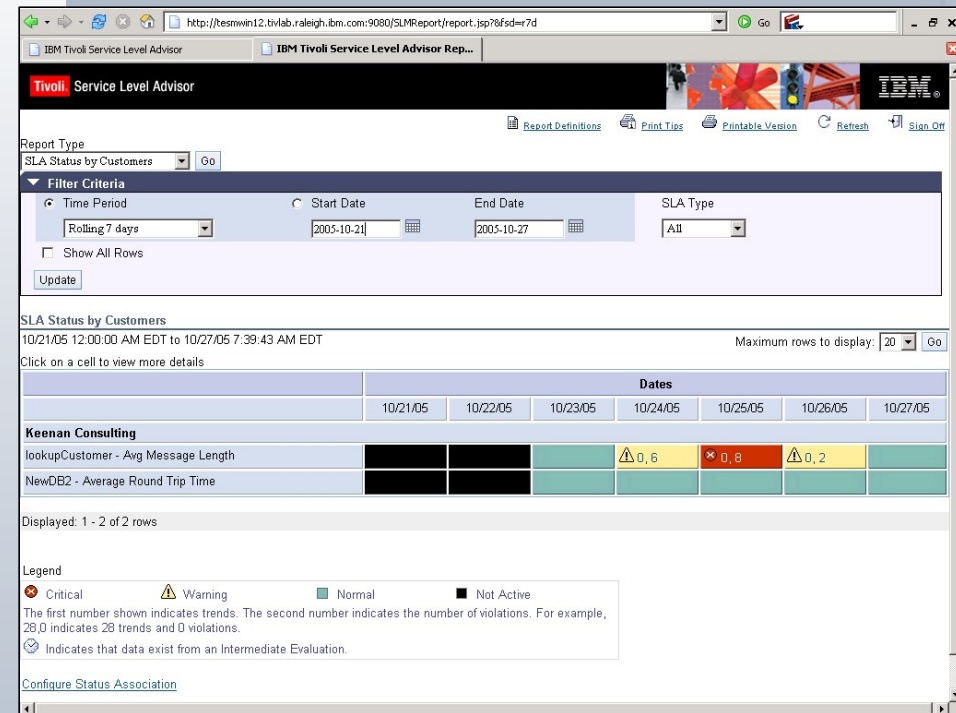 http://tesmwin12.tivlab.raleigh.ibm.com:9080/SLMReport/report.jsp?&fsd=r7d Go
IBM Tivoli Service Level Advisor
IBM Tivoli Service Level Advisor Rep...
Tivoli. Service Level Advisor
IBM®
Report Definitions Print Tips Printable Version Refresh Sign Off
Report Type
SLA Status by Customers Go
Filter Criteria
Time Period Start Date End Date SLA Type
Rolling 7 days 2005-10-21 2005-10-27 All
Show All Rows
Update
SLA Status by Customers
10/21/05 12:00:00 AM EDT to 10/27/05 7:39:43 AM EDT Maximum rows to display: 20 Go
Click on a cell to view more details
Dates
10/21/05 10/22/05 10/23/05 10/24/05 10/25/05 10/26/05 10/27/05
Keenan Consulting
lookupCustomer - Avg Message Length 0, 6 0, 8 0, 2
NewDB2 - Average Round Trip Time
Displayed: 1 - 2 of 2 rows
Legend
Critical Warning Normal Not Active
The first number shown indicates trends. The second number indicates the number of violations. For example,
28,0 indicates 28 trends and 0 violations.
Indicates that data exist from an Intermediate Evaluation.
Configure Status Association